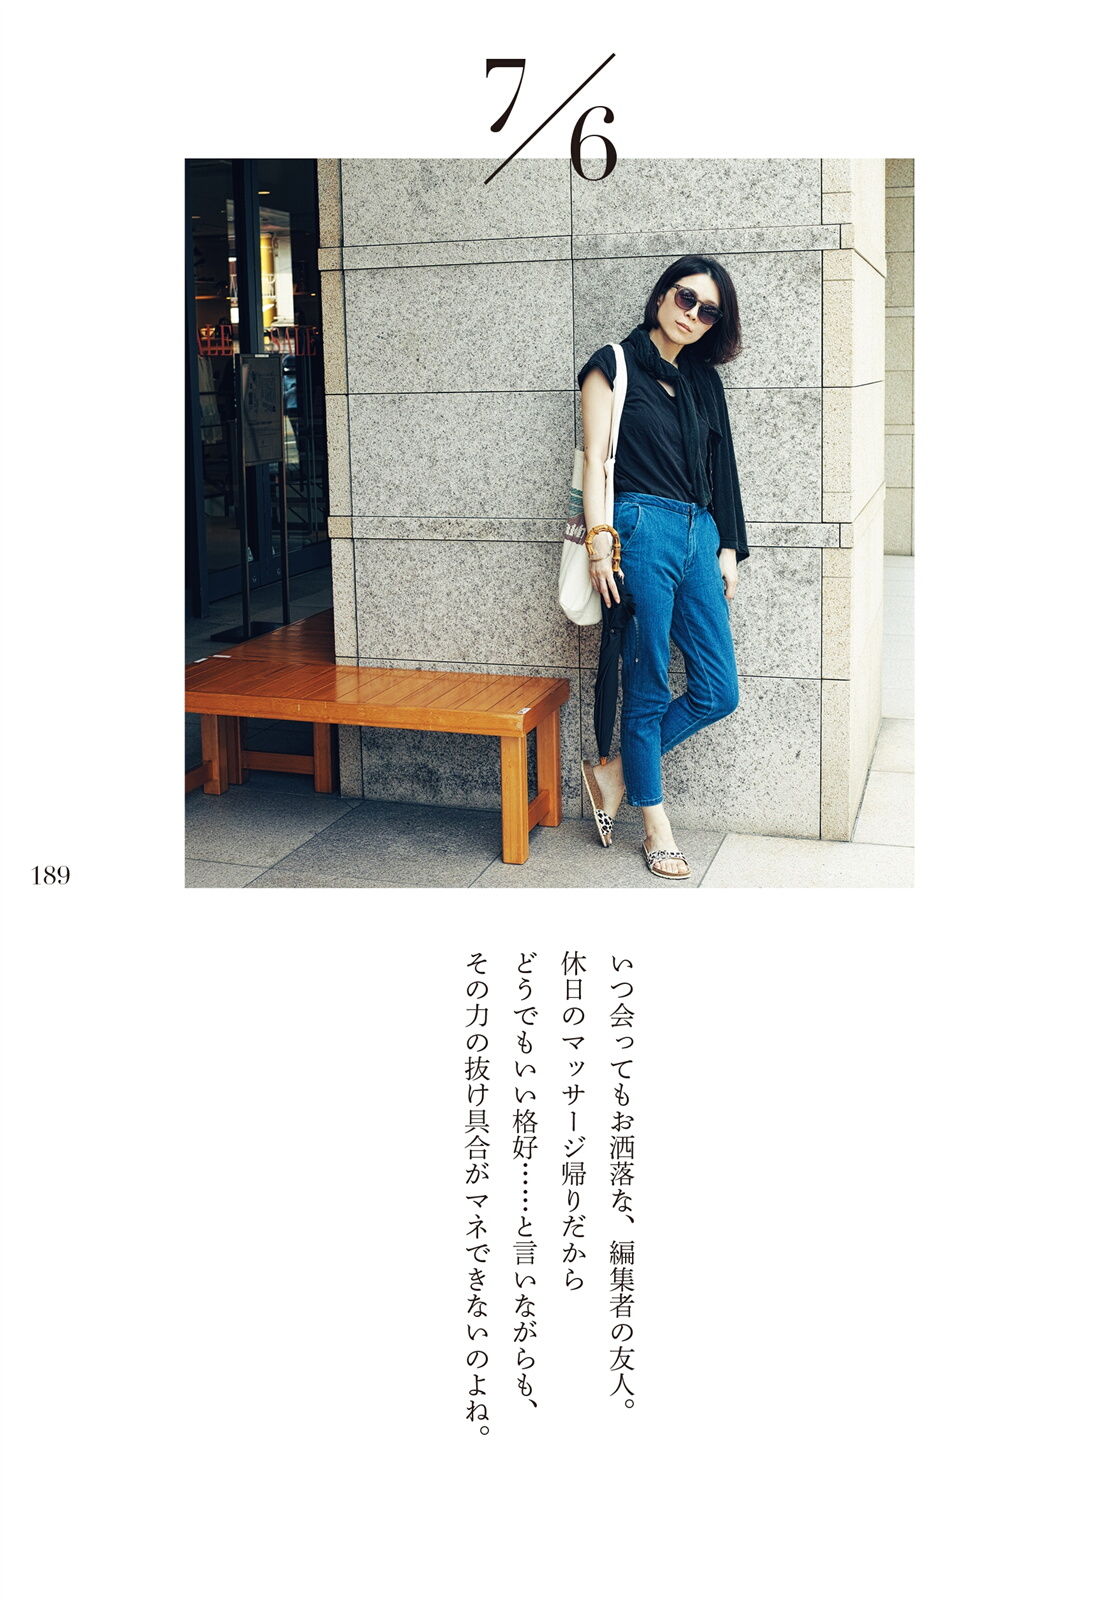 7/6
SALE
いつ会ってもお洒落な、編集者の友人。
休日のマッサージ帰りだから
どうでもいい格好……と言いながらも、
その力の抜け具合がマネできないのよね。
189